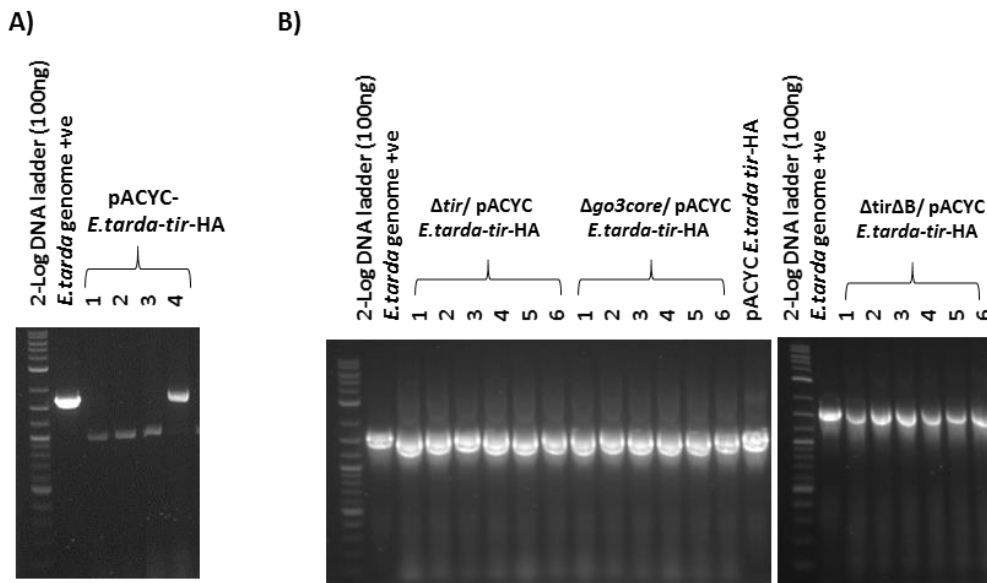 A)
2-Log DNA ladder (100ng)
E.tarda genome +ve
pACYC-
E.tarda-tir-HA
1
2
3
4
B)
2-Log DNA ladder (100ng)
E.tarda genome +ve
Δtir/ pACYC
E.tarda-tir-HA
1
2
3
4
5
6
Δgo3core/ pACYC
E.tarda-tir-HA
1
2
3
4
5
6
pACYC E.tarda tir-HA
2-Log DNA ladder (100ng)
E.tarda genome +ve
ΔtirΔB/ pACYC
E.tarda-tir-HA
1
2
3
4
5
6